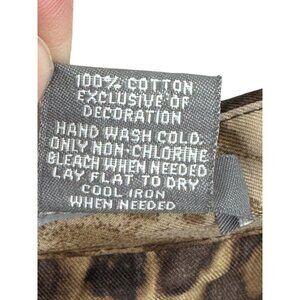 100% COTTON
EXCLUSIVE OF
DECORATION
HAND WASH COLD.
ONLY NON-CHLORINE
BLEACH WHEN NEEDED
LAY FLAT TO DRY
COOL IRON
WHEN NEEDED